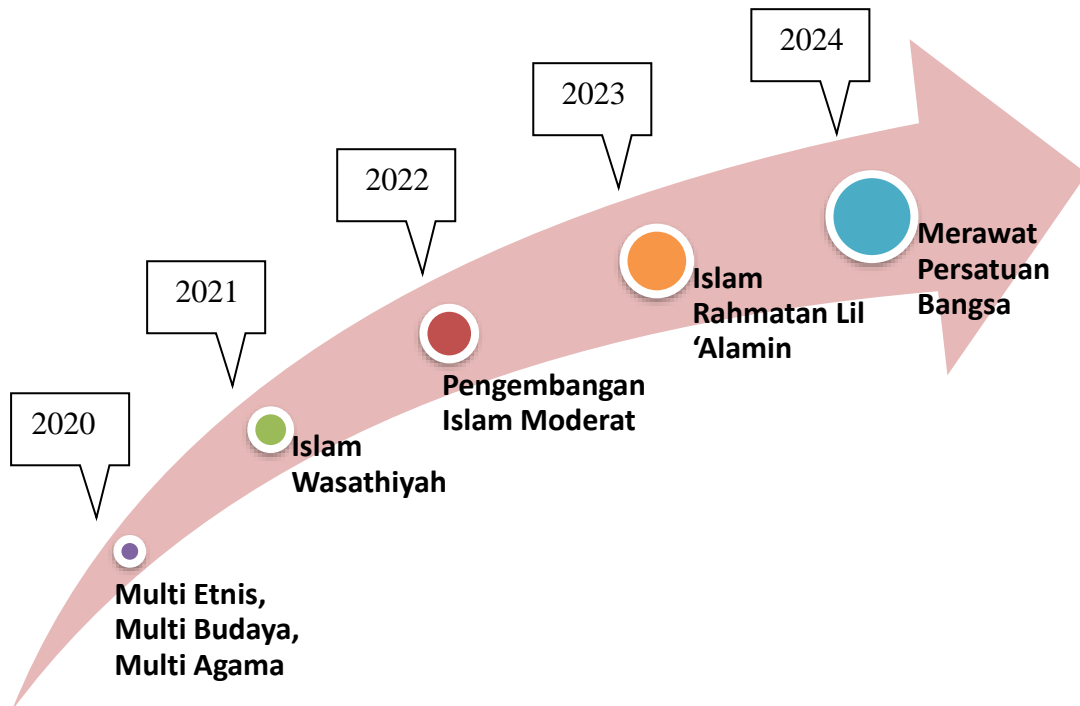 2020
Multi Etnis,
Multi Budaya,
Multi Agama
2021
Islam
Wasathiyah
2022
Pengembangan
Islam Moderat
2023
Islam
Rahmatan Lil
‘Alamin
2024
Merawat
Persatuan
Bangsa